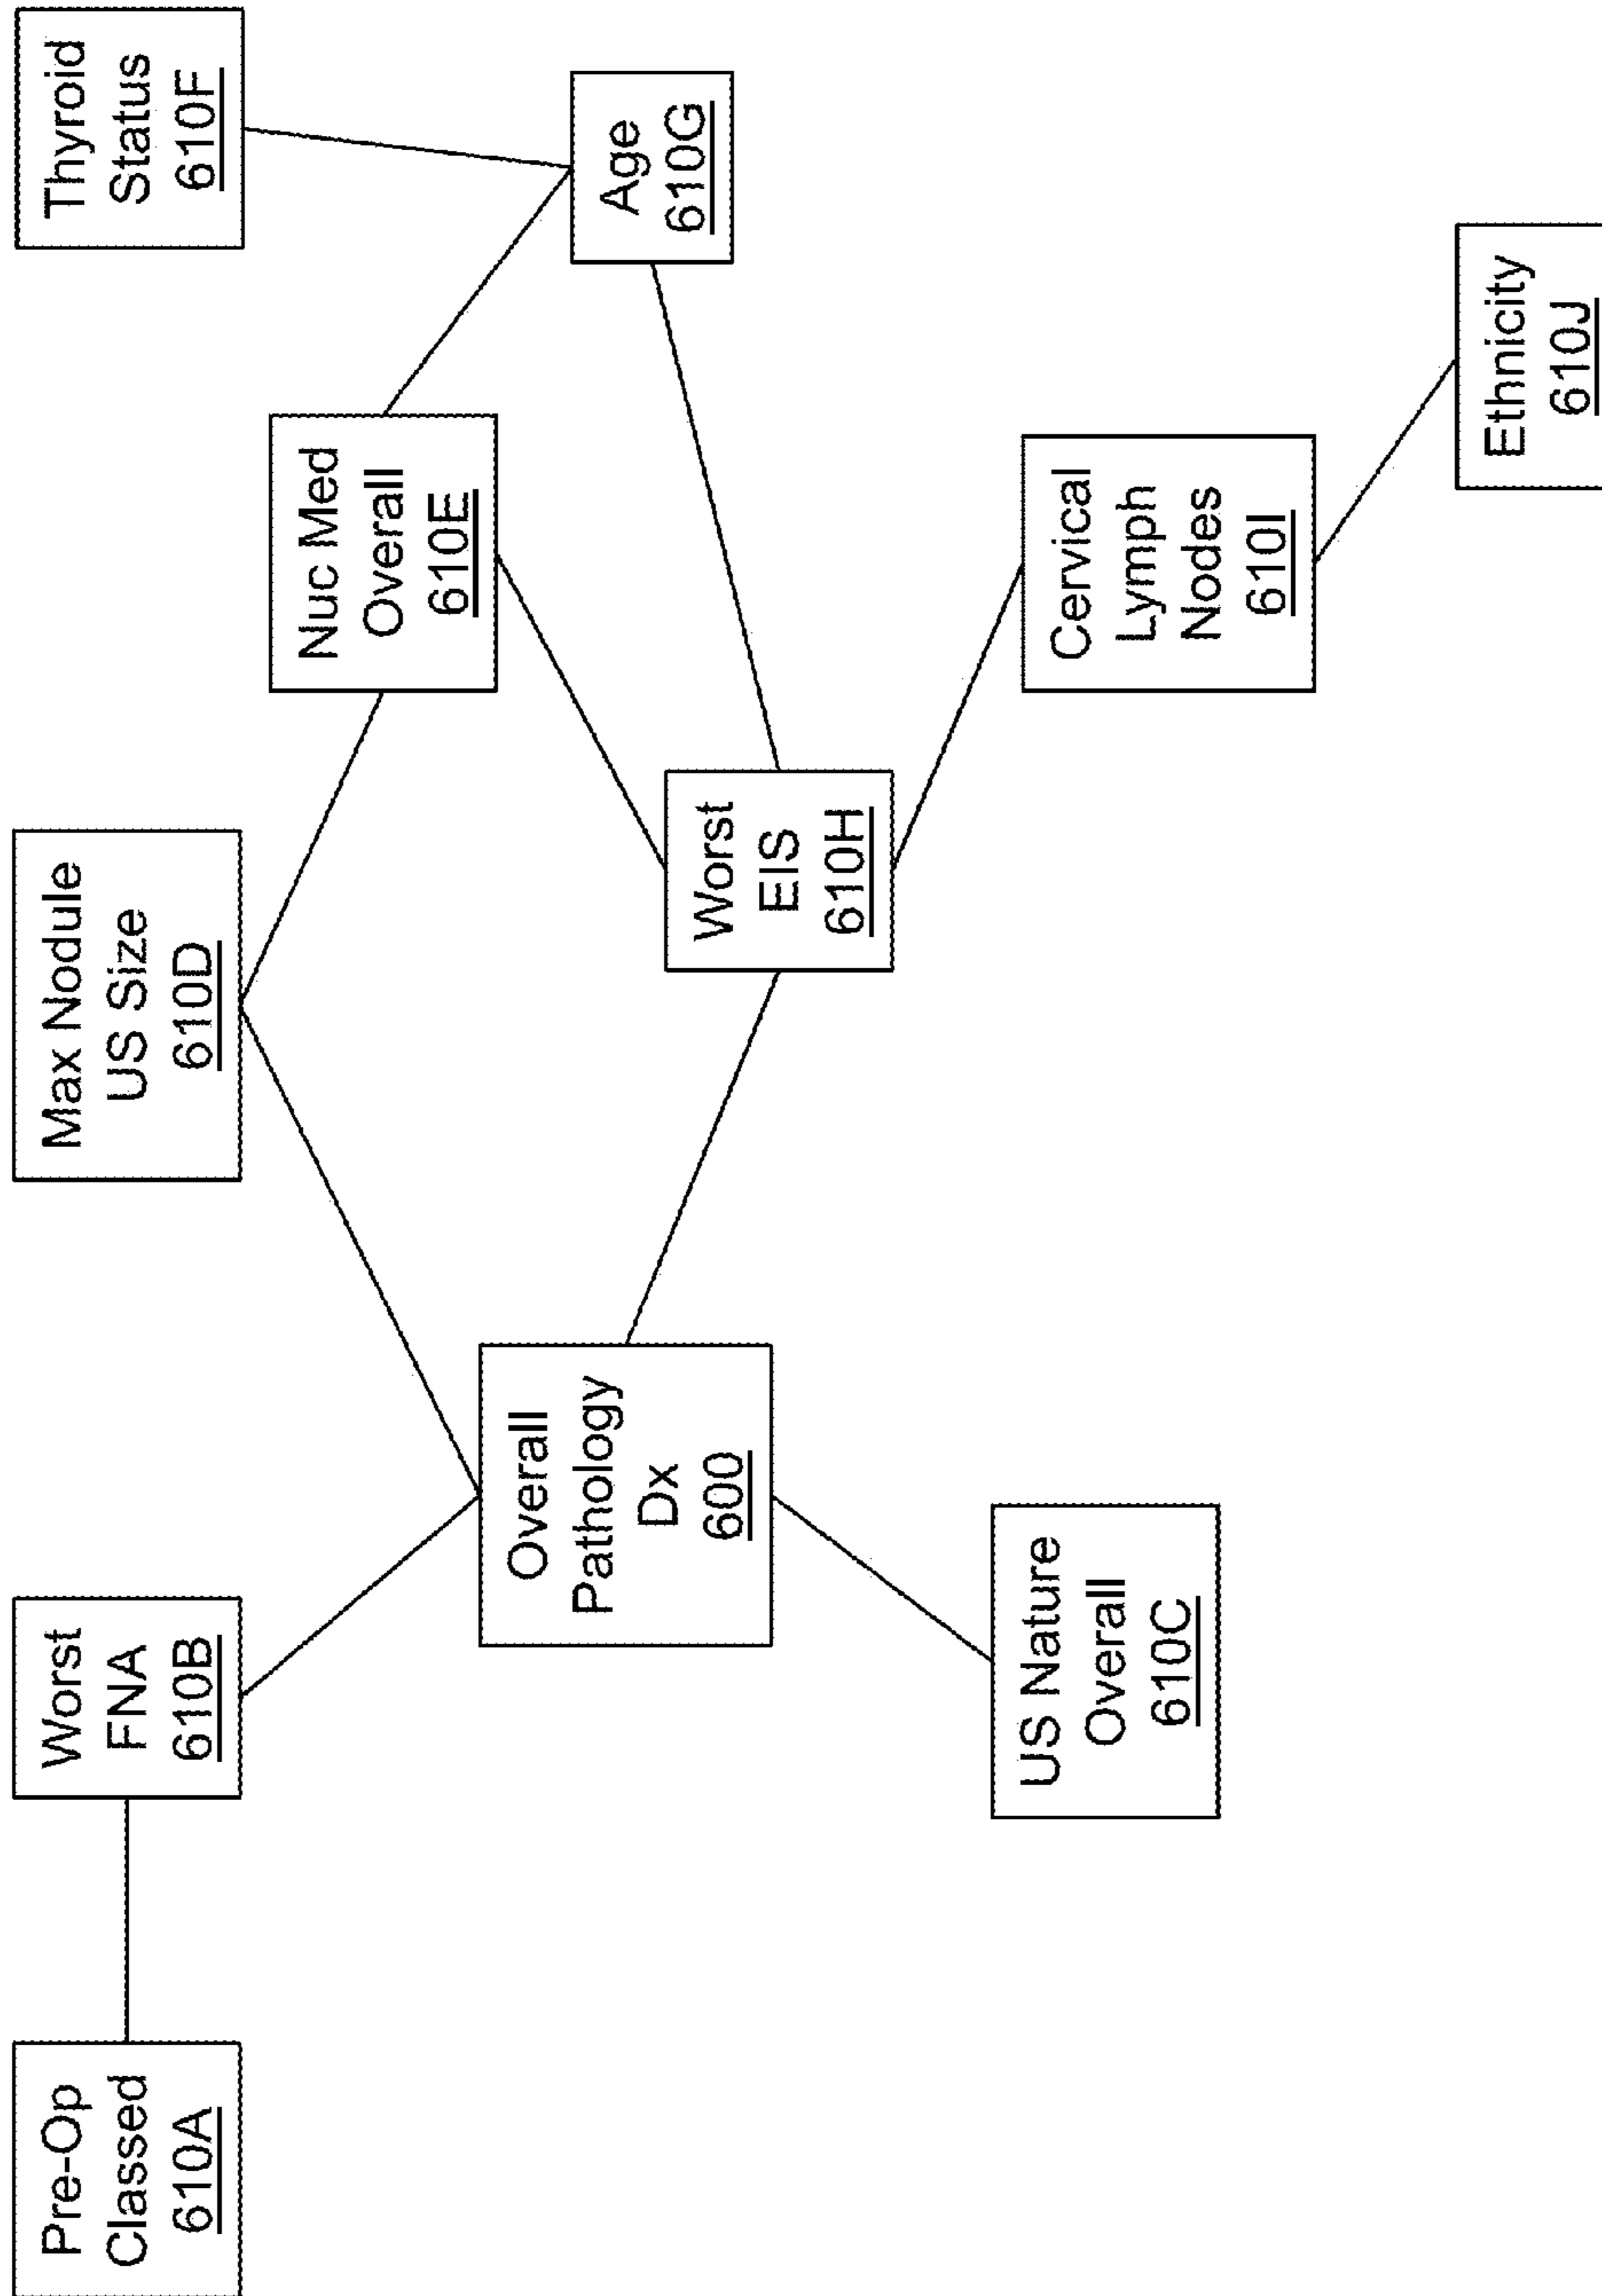 Pre-Op
Classed
610A
Worst
FNA
610B
Max Nodule
US Size
610D
Thyroid
Status
610F
Nuc Med
Overall
610E
Age
610G
Overall
Pathology
Dx
600
Worst
EIS
610H
US Nature
Overall
610C
Cervical
Lymph
Nodes
610I
Ethnicity
610J